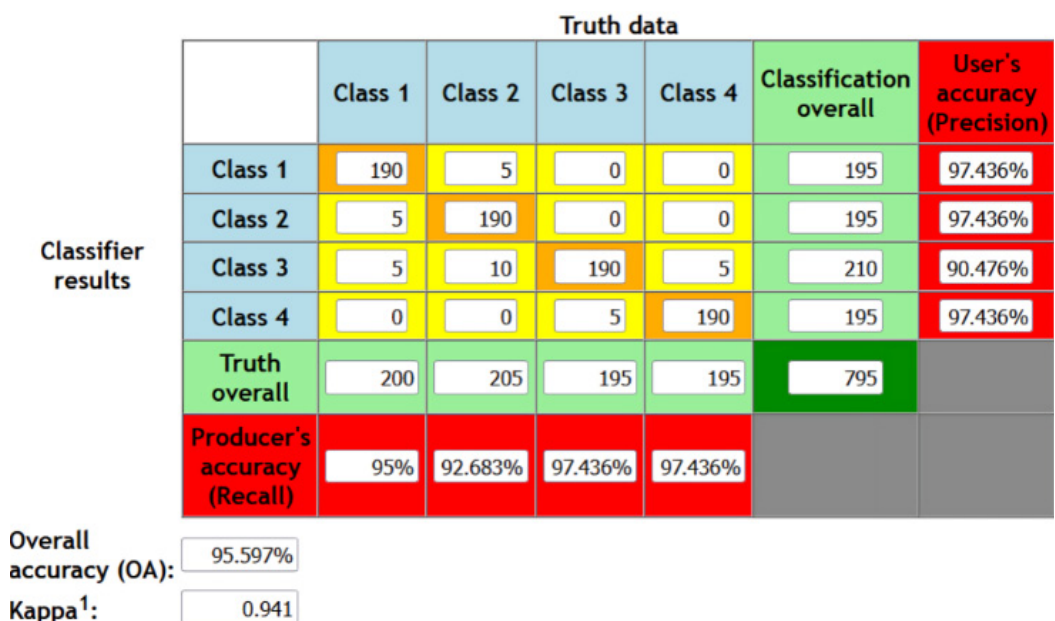 Truth data
Class 1 Class 2 Class 3 Class 4 Classification overall User's accuracy (Precision)
Class 1 190 5 0 0 195 97.436%
Class 2 5 190 0 0 195 97.436%
Classifier results
Class 3 5 10 190 5 210 90.476%
Class 4 0 0 5 190 195 97.436%
Truth overall 200 205 195 195 795
Producer's accuracy (Recall) 95% 92.683% 97.436% 97.436%
Overall accuracy (OA): 95.597%
Kappa¹: 0.941